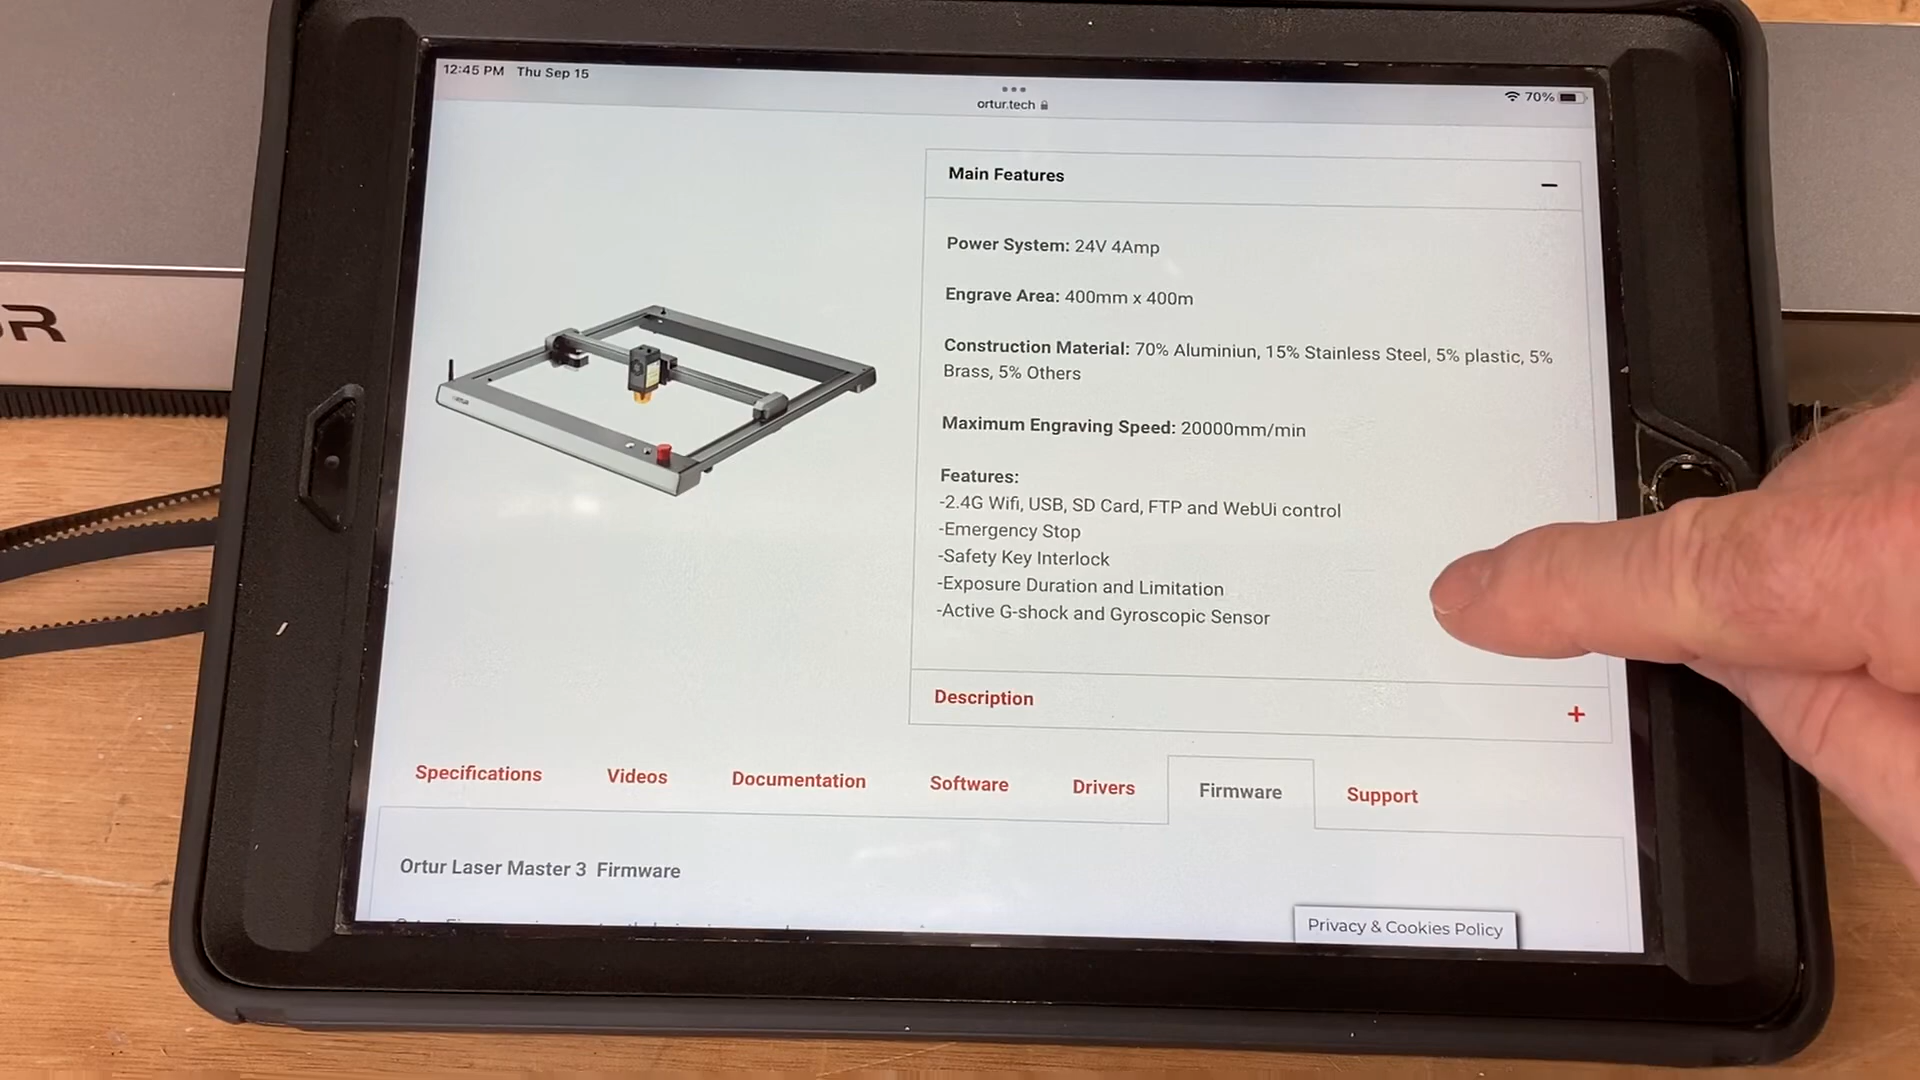 12:45 PM Thu Sep 15
ortur.tech
70%
Main Features
Power System: 24V 4Amp
Engrave Area: 400mm x 400m
Construction Material: 70% Aluminiun, 15% Stainless Steel, 5% plastic, 5%
Brass, 5% Others
Maximum Engraving Speed: 20000mm/min
Features:
-2.4G Wifi, USB, SD Card, FTP and WebUi control
-Emergency Stop
-Safety Key Interlock
-Exposure Duration and Limitation
-Active G-shock and Gyroscopic Sensor
Description
Specifications
Videos
Documentation
Software
Drivers
Firmware
Support
Ortur Laser Master 3 Firmware
Privacy & Cookies Policy